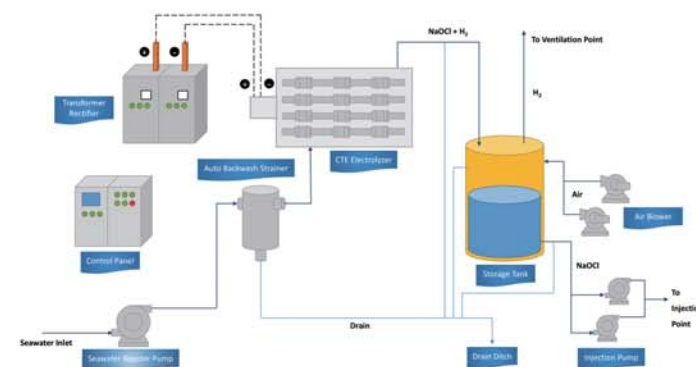 NaOCl + H₂
To Ventilation Point
+
-
+
-
Transformer
Rectifier
H₂
CTE Electrolyzer
Auto Backwash Strainer
Air
Air Blower
Control Panel
Storage Tank
NaOCl
To
Injectio
Point
Seawater Inlet
Drain
Seawater Booster Pump
Drain Ditch
Injection Pump